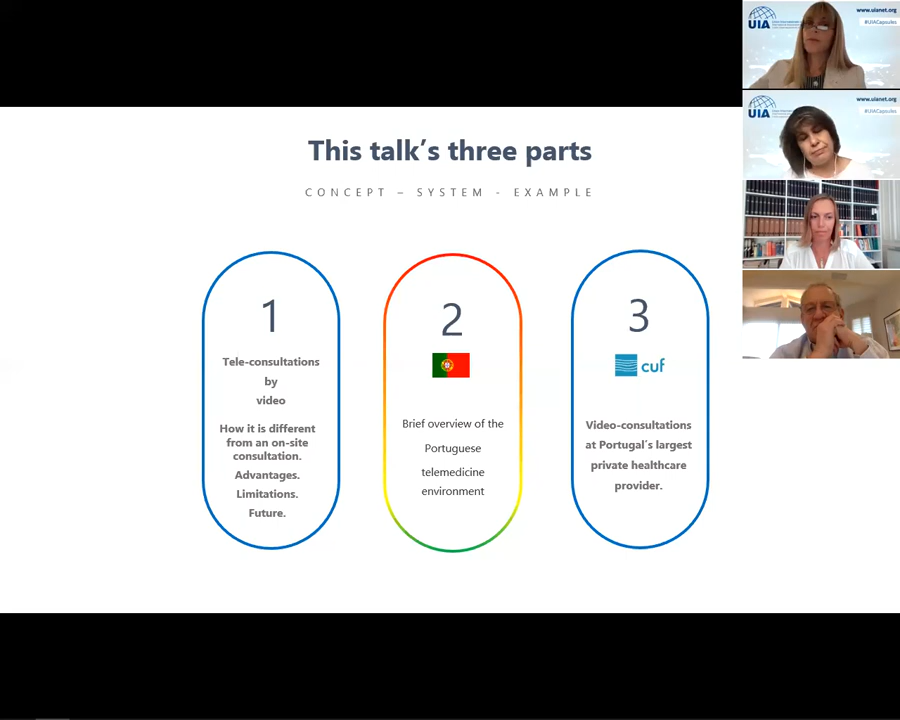 This talk's three parts
CONCEPT – SYSTEM - EXAMPLE
1
Tele-consultations
by
video
How it is different
from an on-site
consultation.
Advantages.
Limitations.
Future.
2
Brief overview of the
Portuguese
telemedicine
environment
3
cuf
Video-consultations
at Portugal's largest
private healthcare
provider.
UIA
www.uianet.org
#UIACapsules
UIA
www.uianet.org
#UIACapsules